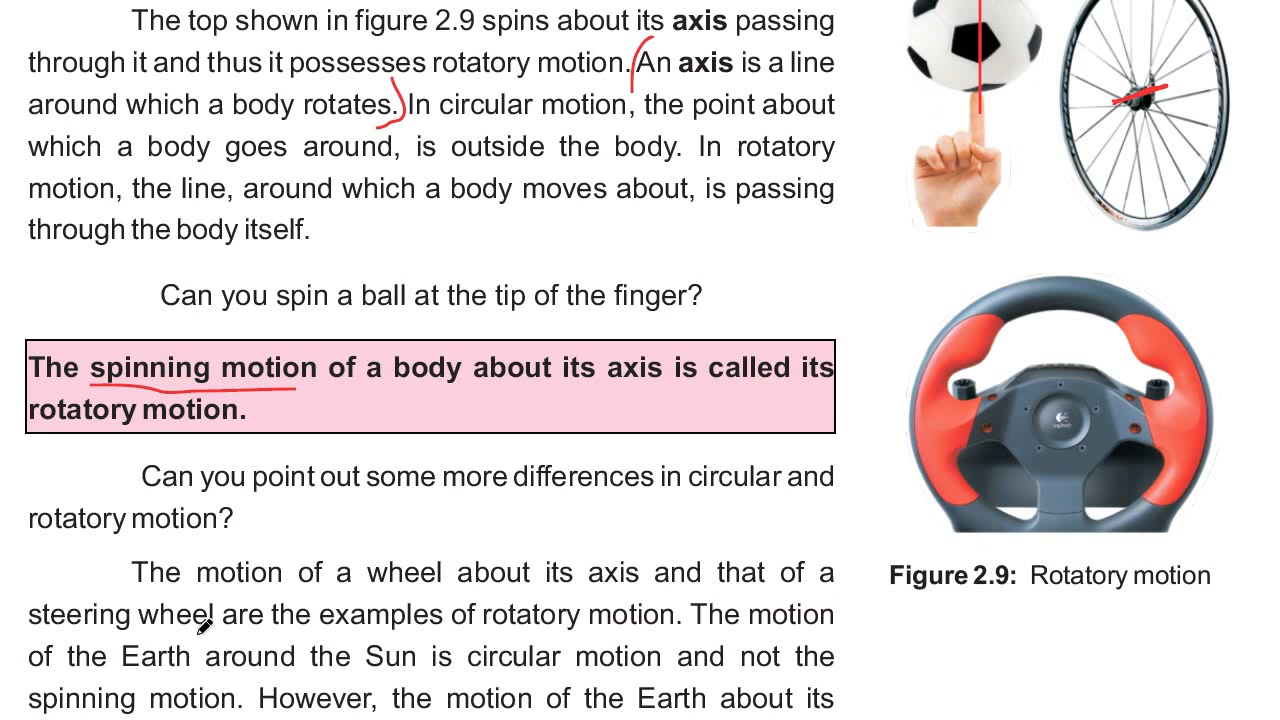 The top shown in figure 2.9 spins about its axis passing
through it and thus it possesses rotatory motion. An axis is a line
around which a body rotates. In circular motion, the point about
which a body goes around, is outside the body. In rotatory
motion, the line, around which a body moves about, is passing
through the body itself.
Can you spin a ball at the tip of the finger?
The spinning motion of a body about its axis is called its
rotatory motion.
Can you point out some more differences in circular and
rotatory motion?
The motion of a wheel about its axis and that of a
steering wheel are the examples of rotatory motion. The motion
of the Earth around the Sun is circular motion and not the
spinning motion. However, the motion of the Earth about its
Logitech
Figure 2.9: Rotatory motion